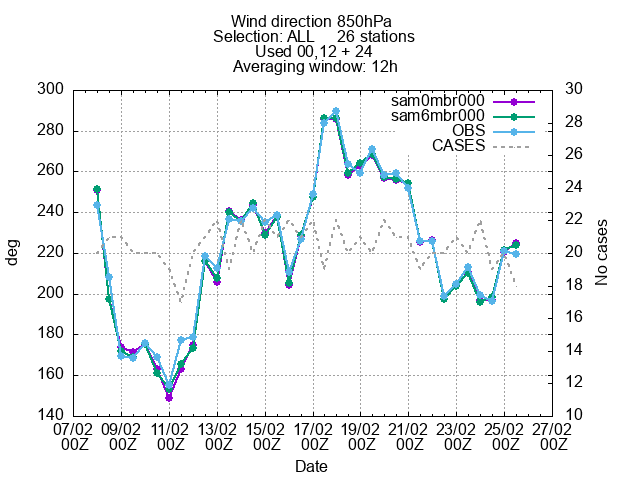 Wind direction 850hPa
Selection: ALL 26 stations
Used 00,12 + 24
Averaging window: 12h
300
280
260
240
220
200
180
160
140
deg
30
28
26
24
22
20
18
16
14
12
10
No cases
sam0mbr000
sam6mbr000
OBS
CASES
07/02 09/02 11/02 13/02 15/02 17/02 19/02 21/02 23/02 25/02 27/02
00Z 00Z 00Z 00Z 00Z 00Z 00Z 00Z 00Z 00Z 00Z
Date